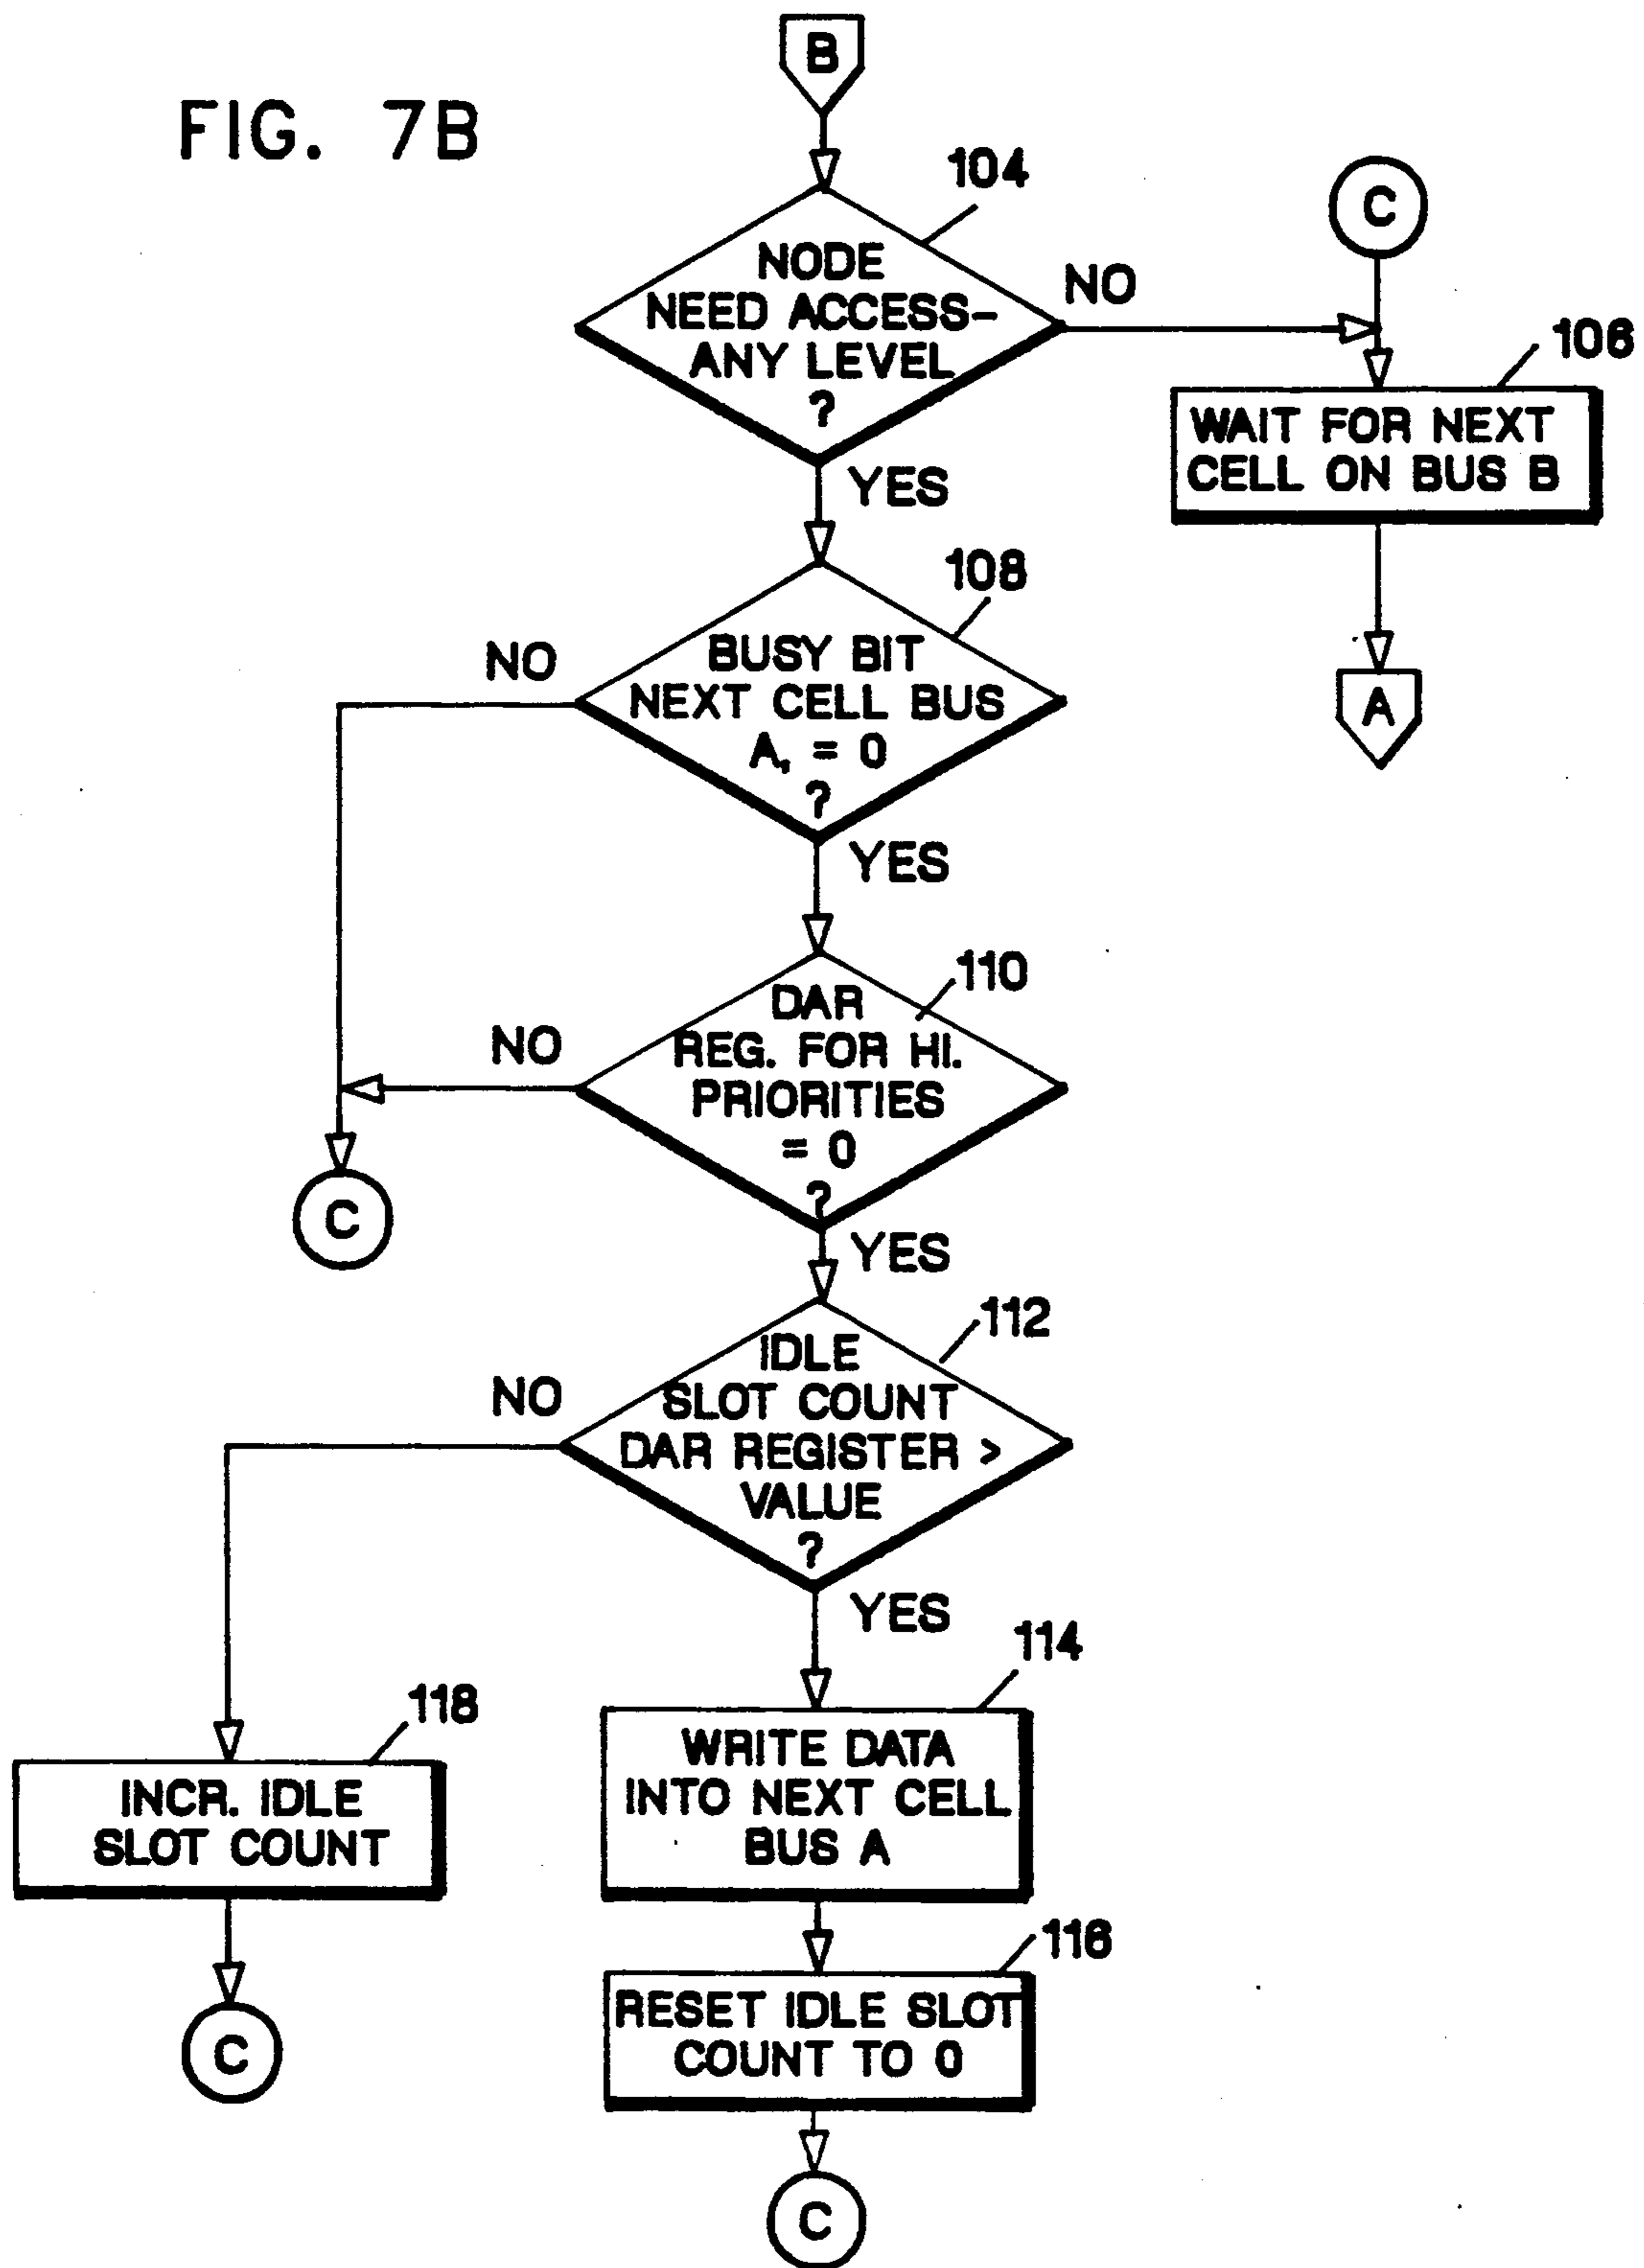 FIG. 7B
B
104
NODE
NEED ACCESS-
ANY LEVEL
?
NO
YES
C
106
WAIT FOR NEXT
CELL ON BUS B
A
108
BUSY BIT
NEXT CELL BUS
A, = 0
?
NO
YES
110
DAR
REG. FOR HI.
PRIORITIES
= 0
?
NO
YES
C
112
IDLE
SLOT COUNT
DAR REGISTER >
VALUE
?
NO
YES
114
WRITE DATA
INTO NEXT CELL
BUS A
118
INCR. IDLE
SLOT COUNT
C
116
RESET IDLE SLOT
COUNT TO 0
C